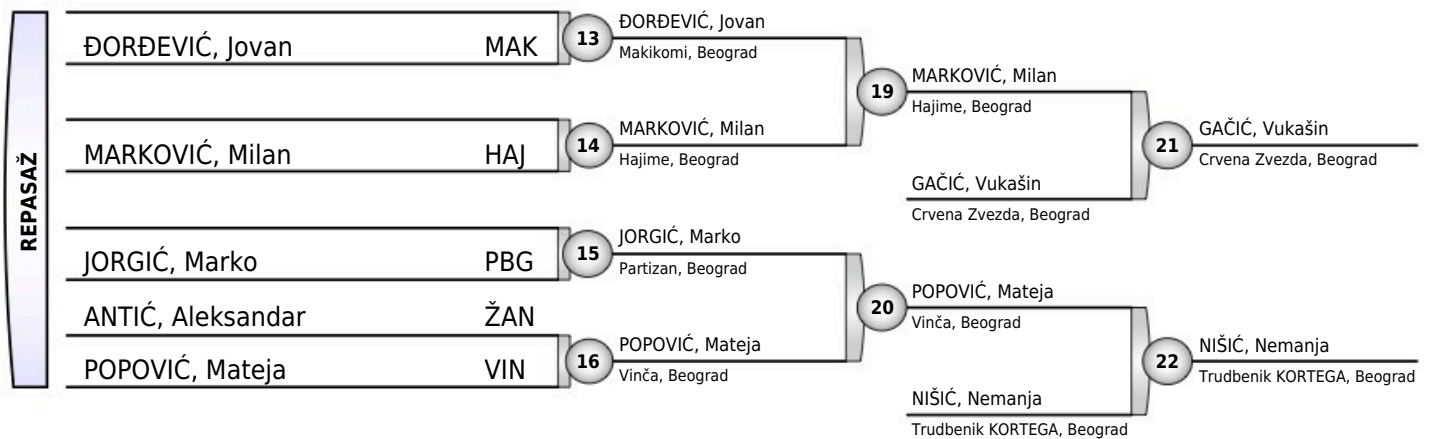 REPASAŽ
ĐORĐEVIĆ, Jovan MAK
MARKOVIĆ, Milan HAJ
JORGIĆ, Marko PBG
ANTIĆ, Aleksandar ŽAN
POPOVIĆ, Mateja VIN
13
ĐORĐEVIĆ, Jovan
Makikomi, Beograd
14
MARKOVIĆ, Milan
Hajime, Beograd
15
JORGIĆ, Marko
Partizan, Beograd
16
POPOVIĆ, Mateja
Vinča, Beograd
19
MARKOVIĆ, Milan
Hajime, Beograd
GAČIĆ, Vukašin
Crvena Zvezda, Beograd
20
POPOVIĆ, Mateja
Vinča, Beograd
NIŠIĆ, Nemanja
Trudbenik KORTEGA, Beograd
21
GAČIĆ, Vukašin
Crvena Zvezda, Beograd
22
NIŠIĆ, Nemanja
Trudbenik KORTEGA, Beograd